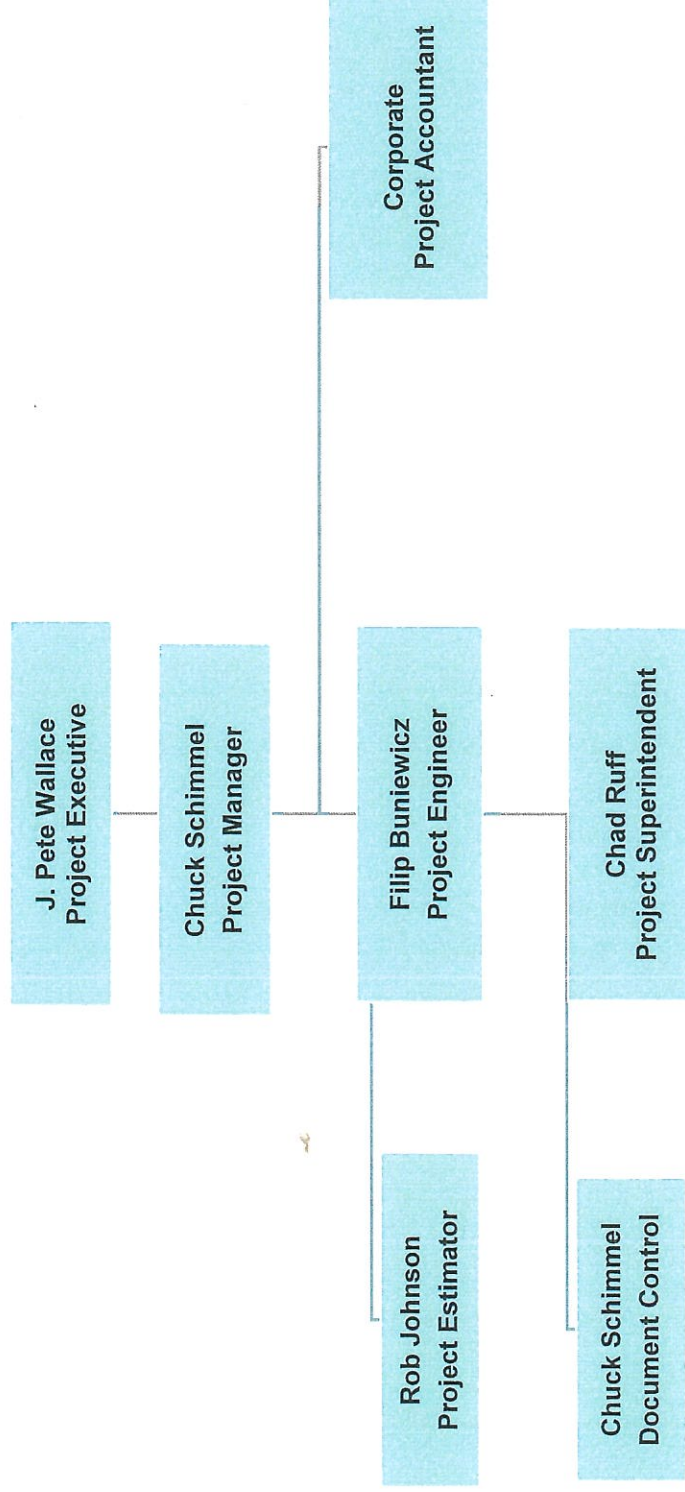 J. Pete Wallace
Project Executive
Chuck Schimmel
Project Manager
Corporate
Project Accountant
Filip Buniewicz
Project Engineer
Rob Johnson
Project Estimator
Chad Ruff
Project Superintendent
Chuck Schimmel
Document Control